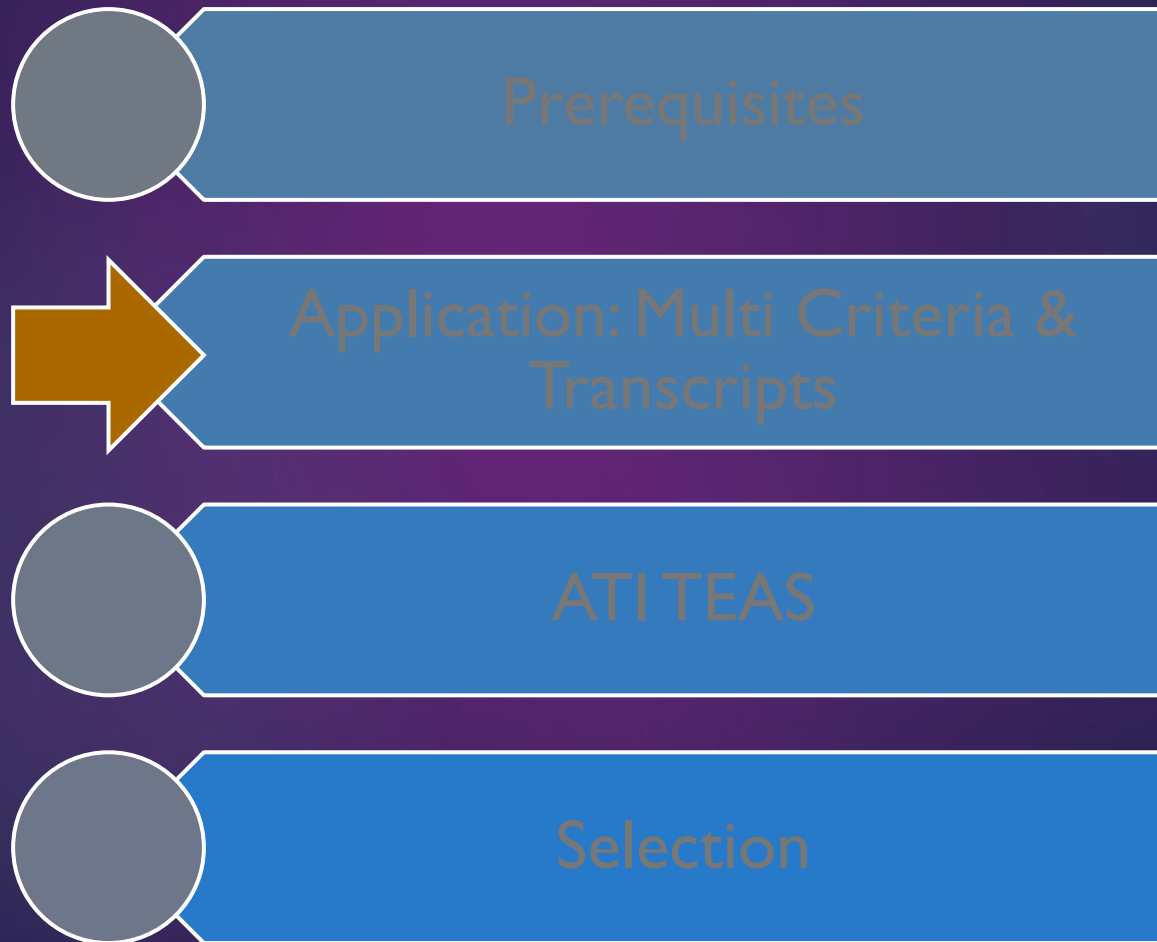 Prerequisites
Application: Multi Criteria &
Transcripts
ATI TEAS
Selection